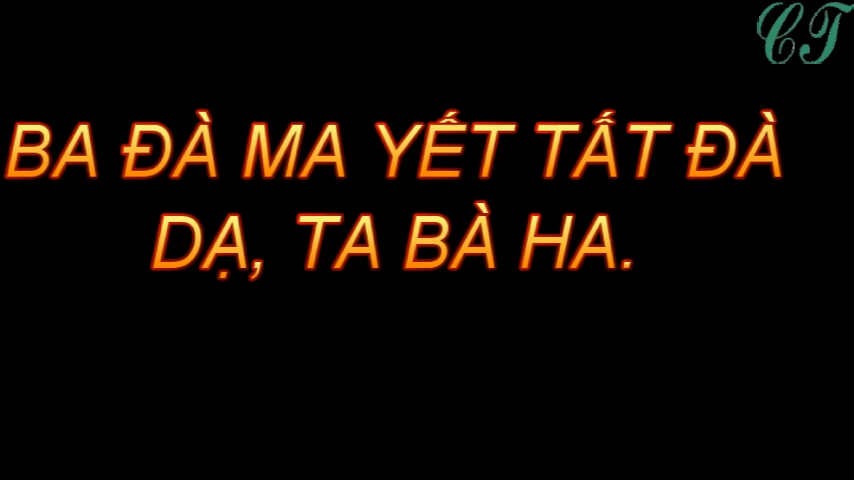 CT
BA ĐÀ MA YẾT TẤT ĐÀ
DẠ, TA BÀ HA.